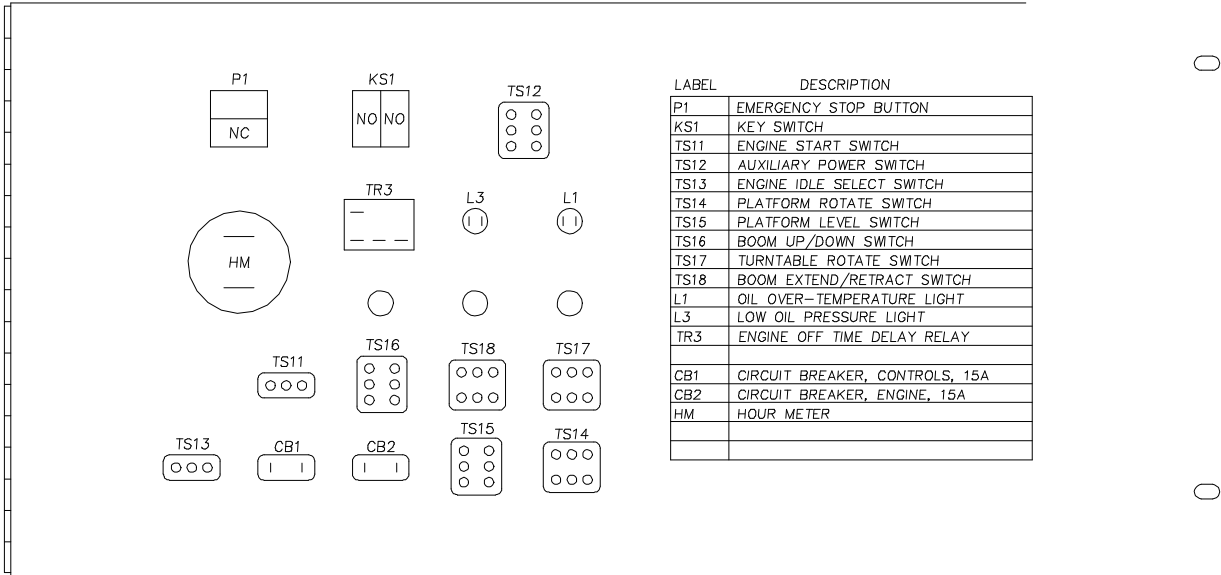 P1
KS1
TS12
NC
NO NO
TR3
L3
L1
HM
TS16
TS18
TS17
TS11
TS13
CB1
CB2
TS15
TS14
LABEL DESCRIPTION
P1 EMERGENCY STOP BUTTON
KS1 KEY SWITCH
TS11 ENGINE START SWITCH
TS12 AUXILIARY POWER SWITCH
TS13 ENGINE IDLE SELECT SWITCH
TS14 PLATFORM ROTATE SWITCH
TS15 PLATFORM LEVEL SWITCH
TS16 BOOM UP/DOWN SWITCH
TS17 TURNTABLE ROTATE SWITCH
TS18 BOOM EXTEND/RETRACT SWITCH
L1 OIL OVER-TEMPERATURE LIGHT
L3 LOW OIL PRESSURE LIGHT
TR3 ENGINE OFF TIME DELAY RELAY
CB1 CIRCUIT BREAKER, CONTROLS, 15A
CB2 CIRCUIT BREAKER, ENGINE, 15A
HM HOUR METER